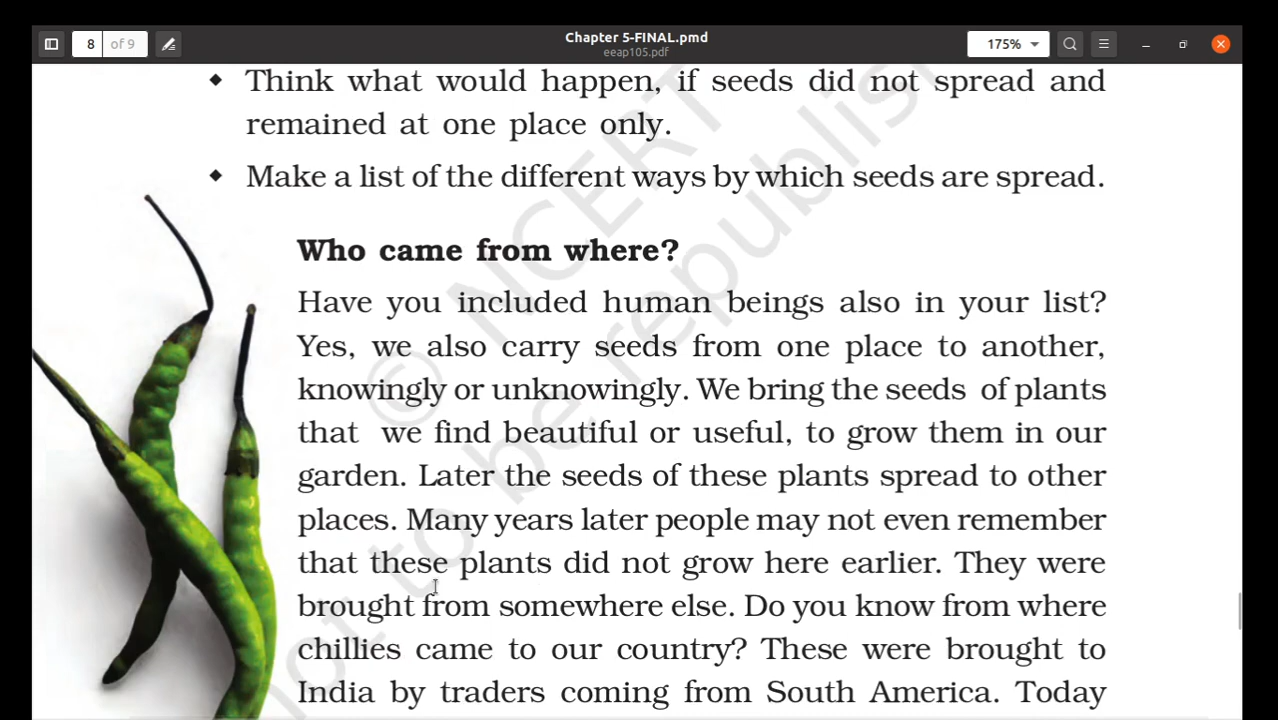 8 of 9
Chapter 5-FINAL.pmd
eeap105.pdf
175%
◆ Think what would happen, if seeds did not spread and
remained at one place only.
◆ Make a list of the different ways by which seeds are spread.
Who came from where?
Have you included human beings also in your list?
Yes, we also carry seeds from one place to another,
knowingly or unknowingly. We bring the seeds of plants
that we find beautiful or useful, to grow them in our
garden. Later the seeds of these plants spread to other
places. Many years later people may not even remember
that these plants did not grow here earlier. They were
brought from somewhere else. Do you know from where
chillies came to our country? These were brought to
India by traders coming from South America. Today
© NCERT
not to be republis